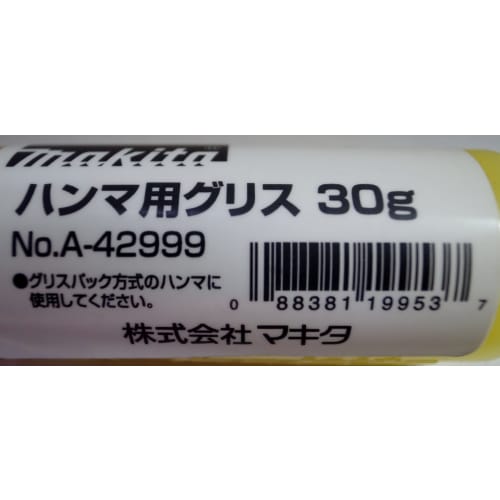 makita
ハンマ用グリス 30g
No.A-42999
●グリスパック方式のハンマに
使用してください。
0 88381 19953 7
株式会社 マキタ